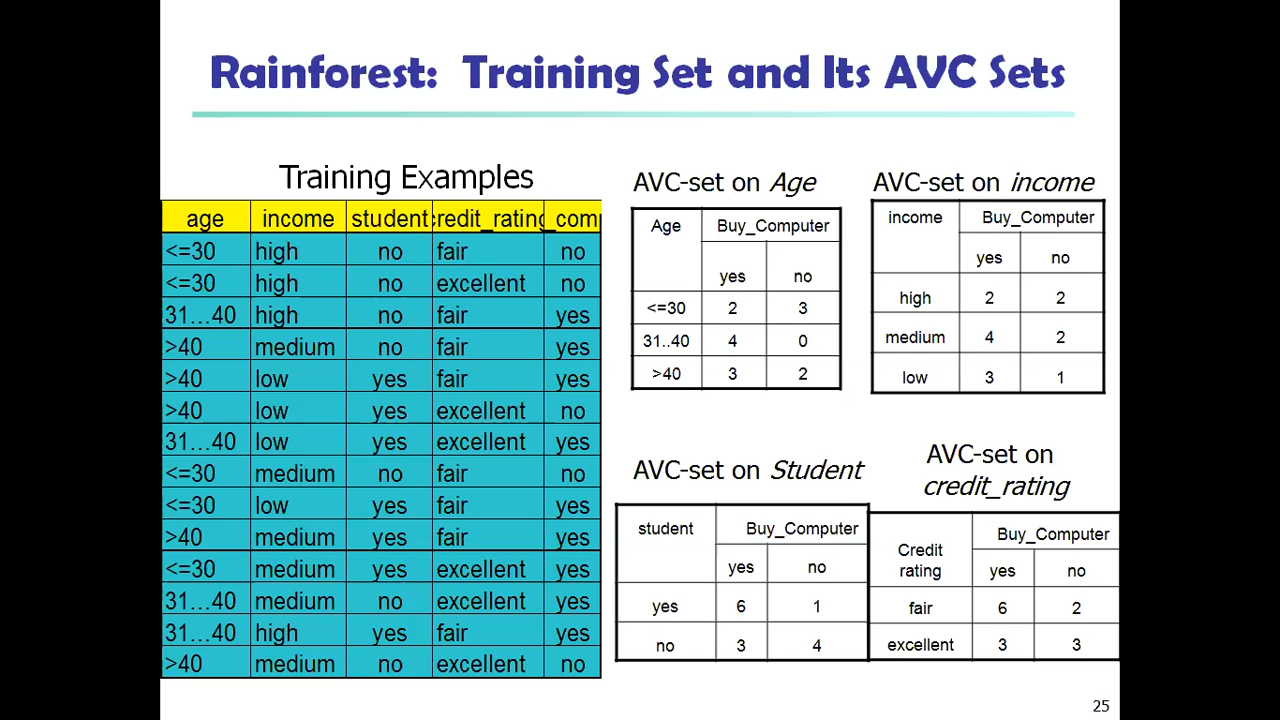 Rainforest: Training Set and Its AVC Sets
Training Examples
age income student credit_rating _comp
<=30 high no fair no
<=30 high no excellent no
31…40 high no fair yes
>40 medium no fair yes
>40 low yes fair yes
>40 low yes excellent no
31…40 low yes excellent yes
<=30 medium no fair no
<=30 low yes fair yes
>40 medium yes fair yes
<=30 medium yes excellent yes
31…40 medium no excellent yes
31…40 high yes fair yes
>40 medium no excellent no
AVC-set on Age
Age Buy_Computer
yes no
<=30 2 3
31..40 4 0
>40 3 2
AVC-set on income
income Buy_Computer
yes no
high 2 2
medium 4 2
low 3 1
AVC-set on Student
student Buy_Computer
yes no
yes 6 1
no 3 4
AVC-set on
credit_rating
Credit
rating
Buy_Computer
yes no
fair 6 2
excellent 3 3
25